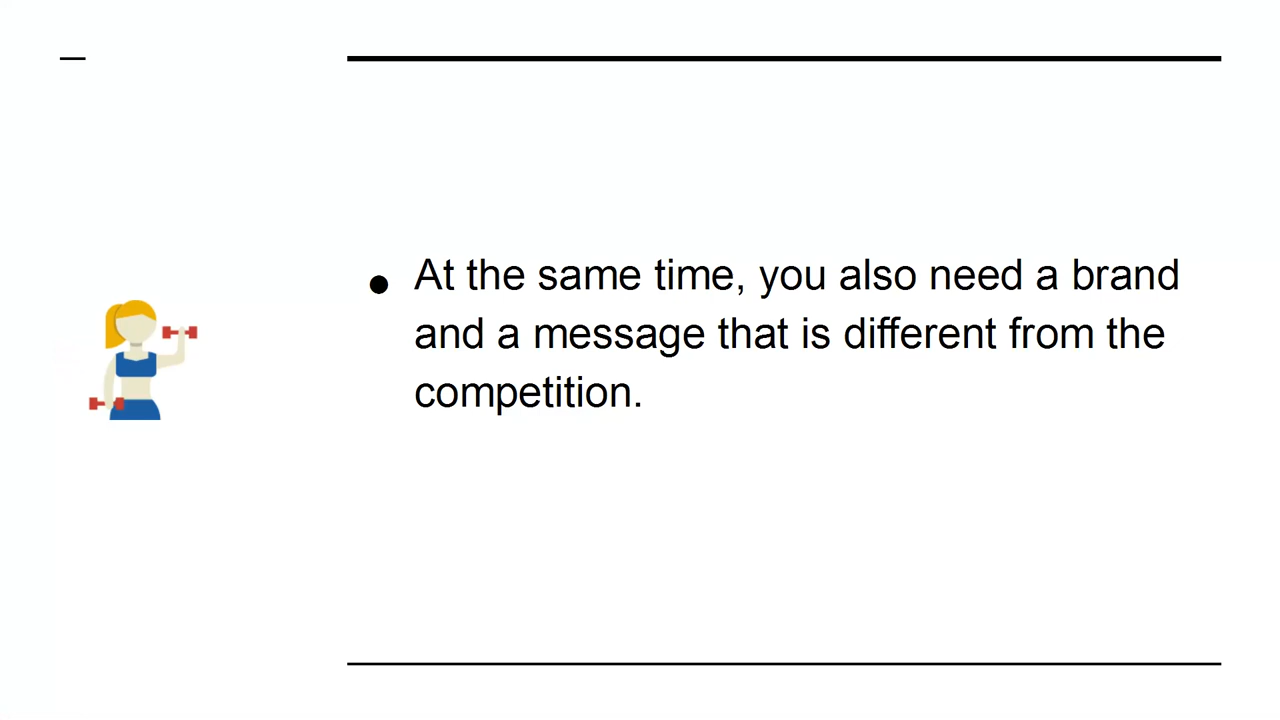 ● At the same time, you also need a brand
and a message that is different from the
competition.